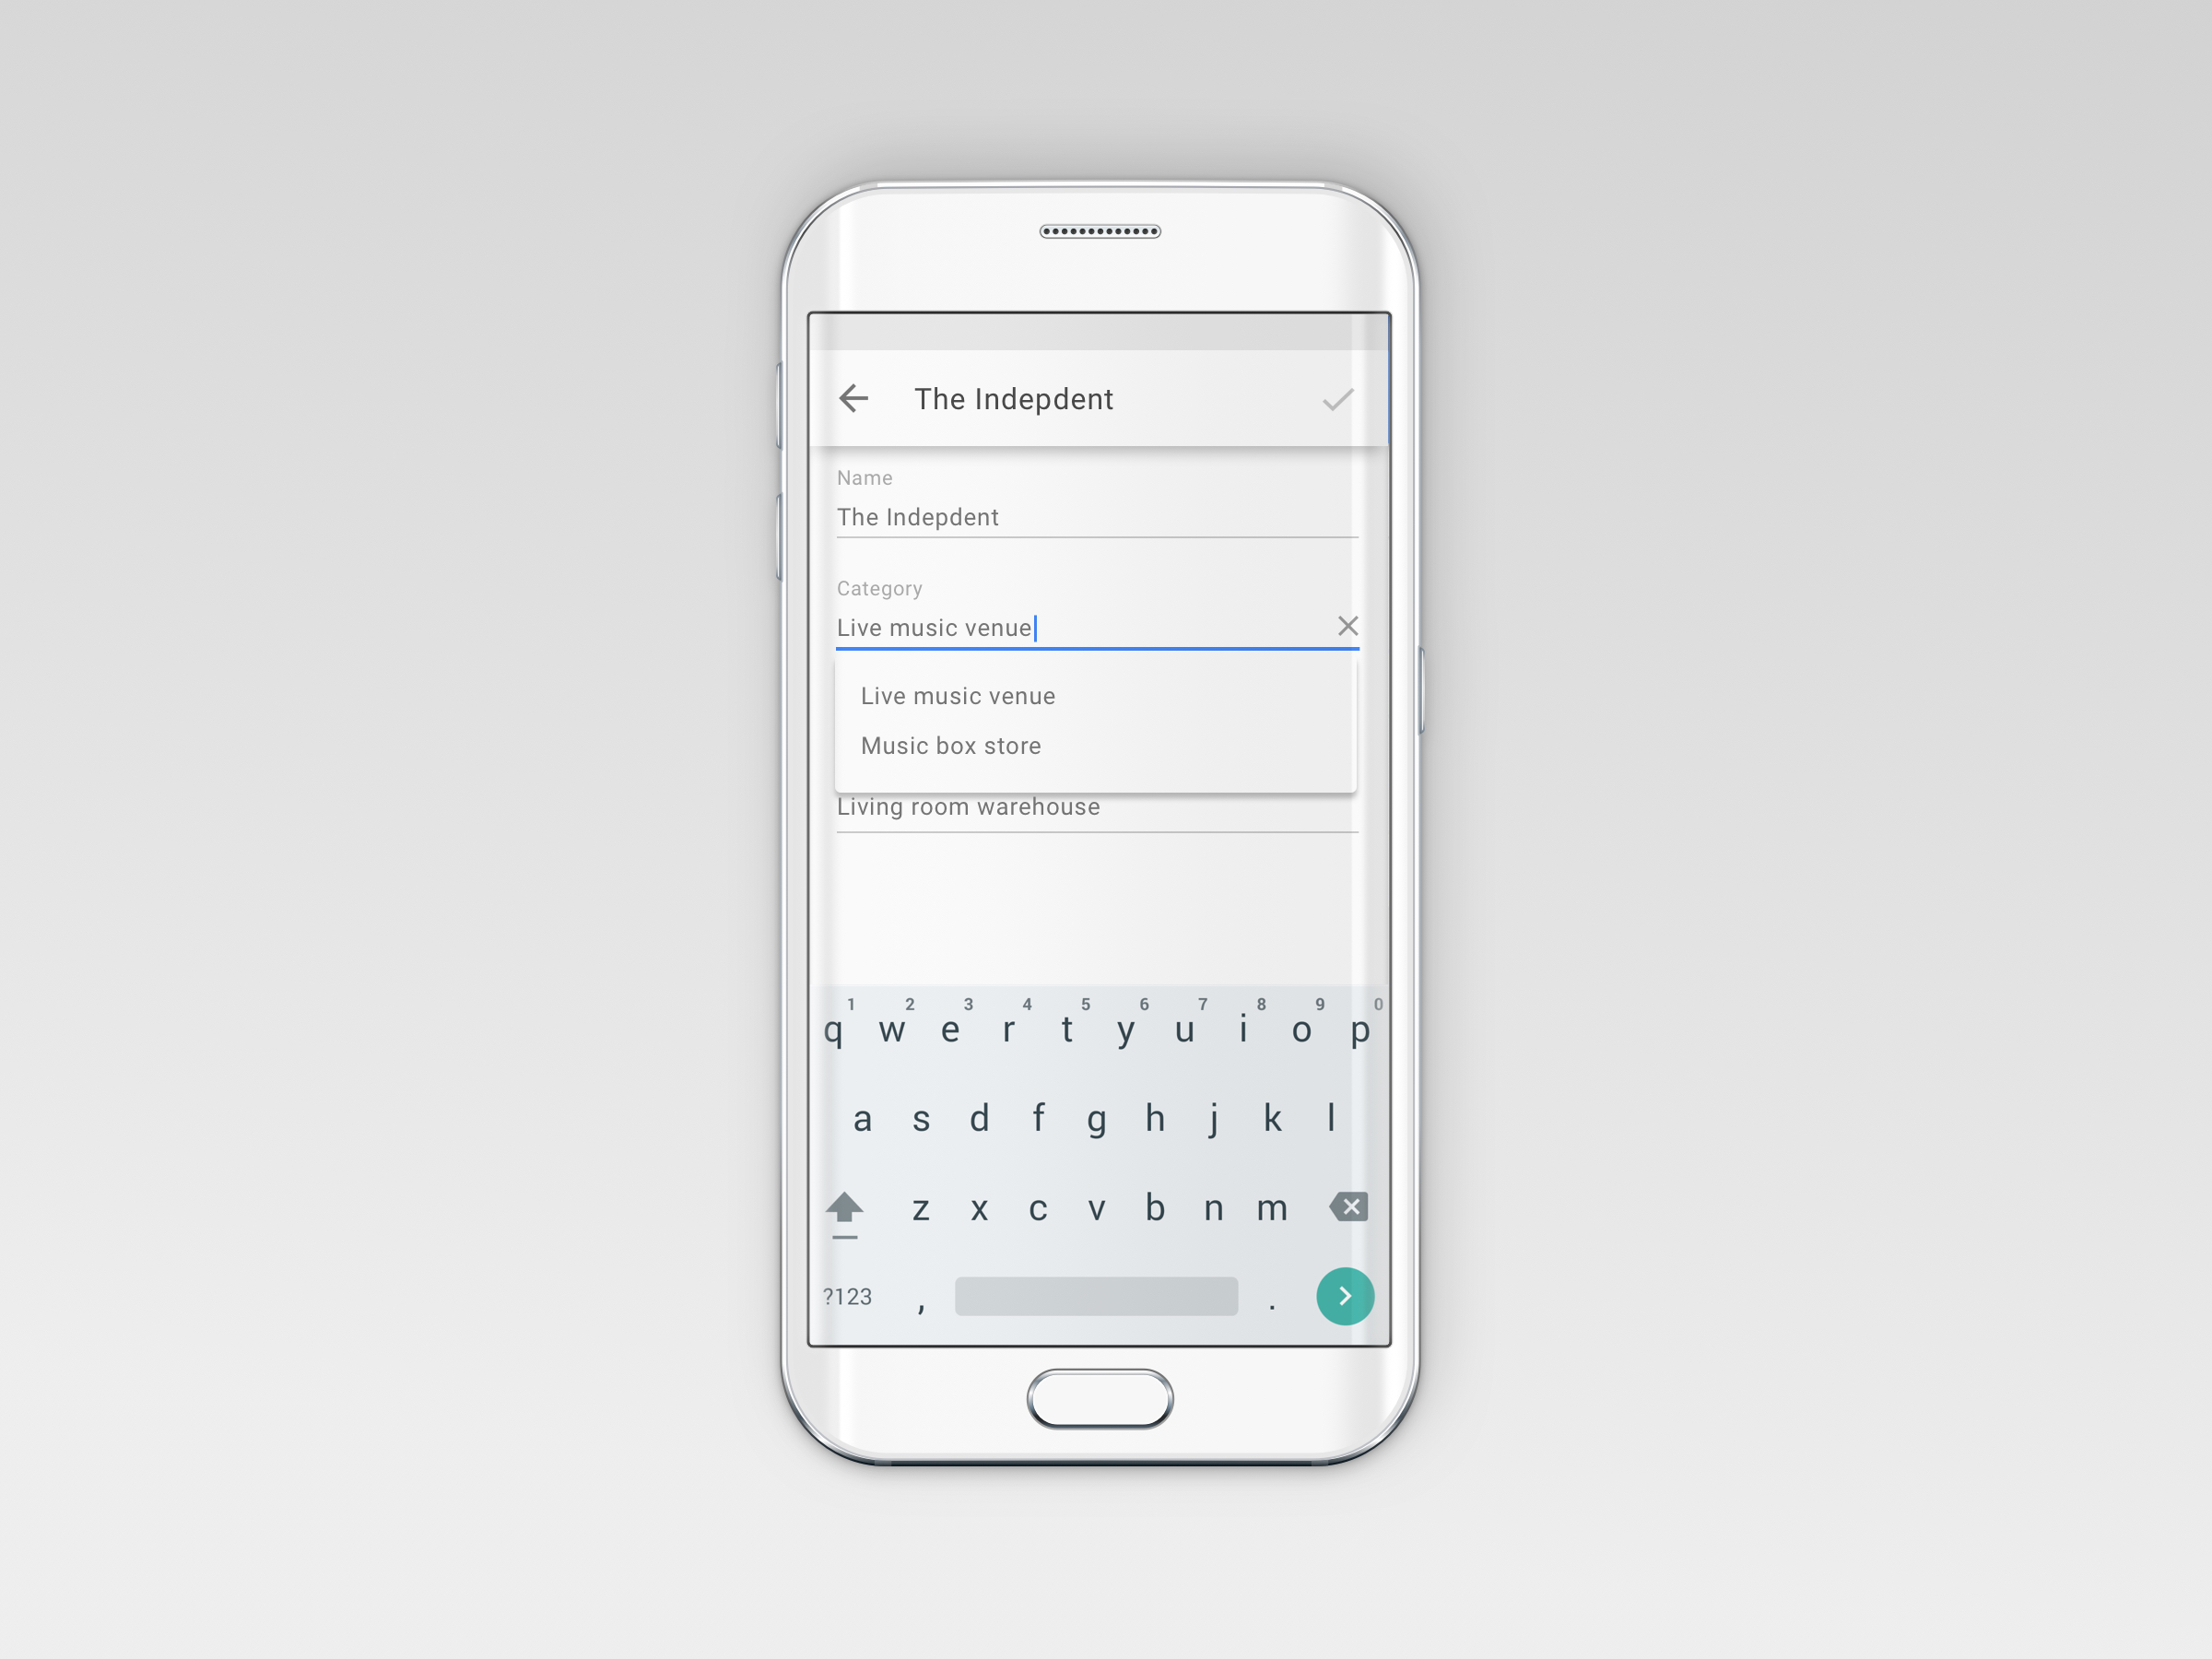 The Indepdent
Name
The Indepdent
Category
Live music venue
Live music venue
Music box store
Living room warehouse
1 2 3 4 5 6 7 8 9 0
q w e r t y u i o p
a s d f g h j k l
z x c v b n m
?123 , .